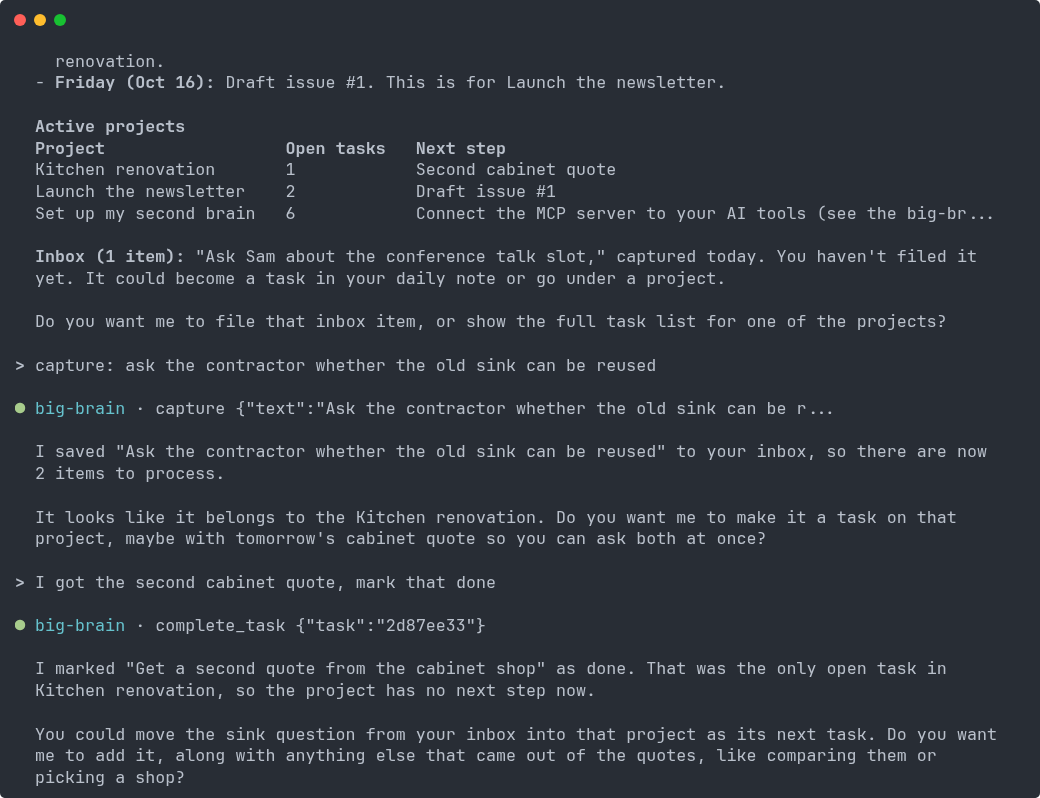 renovation.
- Friday (Oct 16): Draft issue #1. This is for Launch the newsletter.
Active projects
Project Open tasks Next step
Kitchen renovation 1 Second cabinet quote
Launch the newsletter 2 Draft issue #1
Set up my second brain 6 Connect the MCP server to your AI tools (see the big-br...
Inbox (1 item): "Ask Sam about the conference talk slot," captured today. You haven't filed it
yet. It could become a task in your daily note or go under a project.
Do you want me to file that inbox item, or show the full task list for one of the projects?
> capture: ask the contractor whether the old sink can be reused
● big-brain · capture {"text":"Ask the contractor whether the old sink can be r...
I saved "Ask the contractor whether the old sink can be reused" to your inbox, so there are now
2 items to process.
It looks like it belongs to the Kitchen renovation. Do you want me to make it a task on that
project, maybe with tomorrow's cabinet quote so you can ask both at once?
> I got the second cabinet quote, mark that done
● big-brain · complete_task {"task":"2d87ee33"}
I marked "Get a second quote from the cabinet shop" as done. That was the only open task in
Kitchen renovation, so the project has no next step now.
You could move the sink question from your inbox into that project as its next task. Do you want
me to add it, along with anything else that came out of the quotes, like comparing them or
picking a shop?